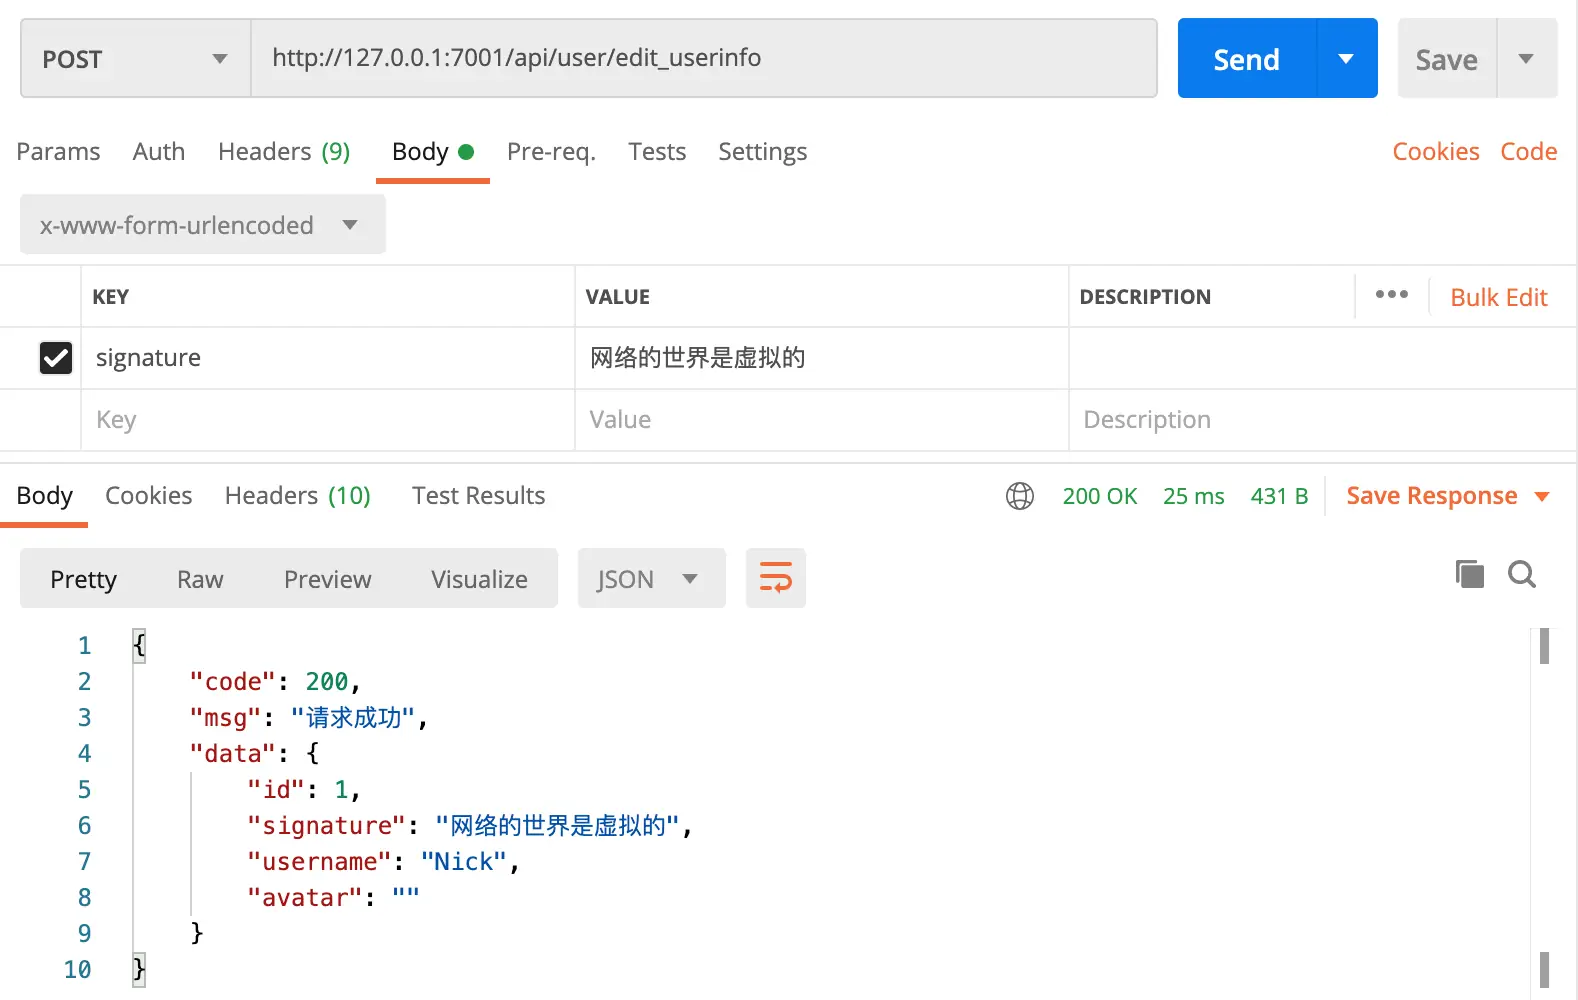 POST http://127.0.0.1:7001/api/user/edit_userinfo Send Save
Params Auth Headers (9) Body Pre-req. Tests Settings Cookies Code
x-www-form-urlencoded
KEY VALUE DESCRIPTION ••• Bulk Edit
signature 网络的世界是虚拟的
Key Value Description
Body Cookies Headers (10) Test Results 200 OK 25 ms 431 B Save Response
Pretty Raw Preview Visualize JSON
1 {
2 "code": 200,
3 "msg": "请求成功",
4 "data": {
5 "id": 1,
6 "signature": "网络的世界是虚拟的",
7 "username": "Nick",
8 "avatar": ""
9 }
10 }